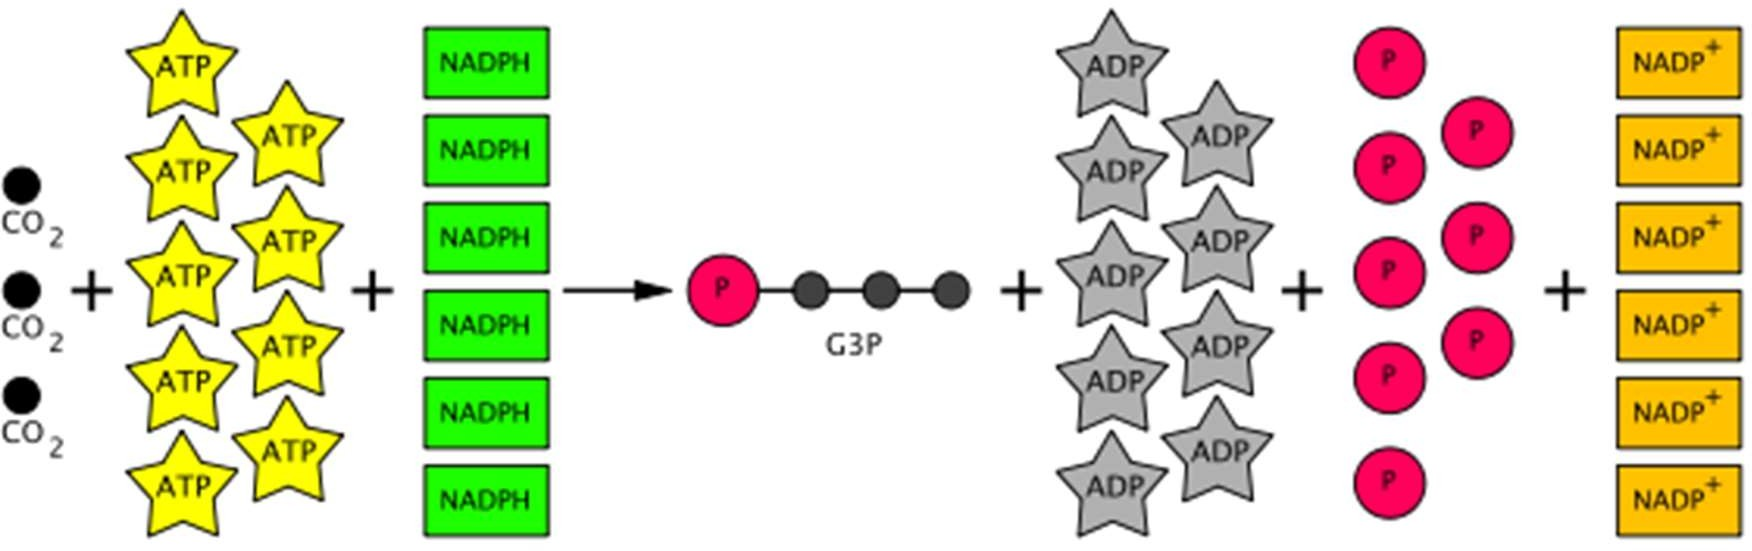 CO2
CO2
CO2
+
ATP
ATP
ATP
ATP
ATP
ATP
ATP
ATP
ATP
+
NADPH
NADPH
NADPH
NADPH
NADPH
NADPH
P
G3P
+
ADP
ADP
ADP
ADP
ADP
ADP
ADP
ADP
ADP
+
P
P
P
P
P
P
P
P
+
NADP+
NADP+
NADP+
NADP+
NADP+
NADP+